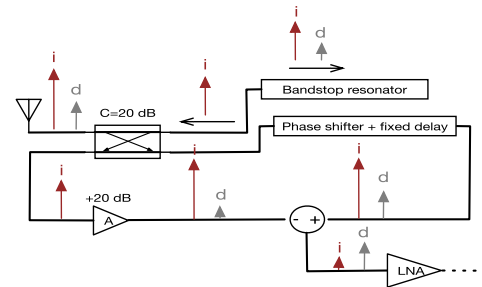 i
d
i
d
C=20 dB
i
Bandstop resonator
Phase shifter + fixed delay
i
d
i
d
i
+20 dB
A
- +
d
i
LNA